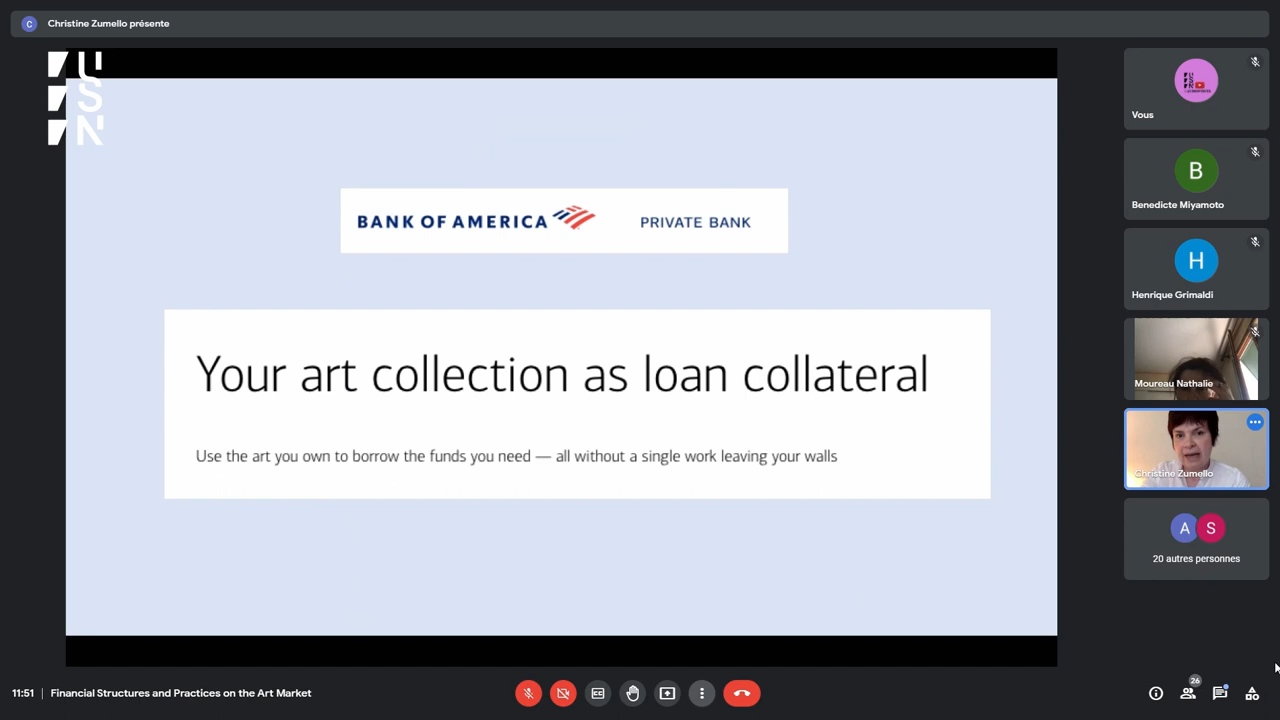 C
Christine Zumello présente
USN
BANK OF AMERICA
PRIVATE BANK
Your art collection as loan collateral
Use the art you own to borrow the funds you need — all without a single work leaving your walls
Vous
B
Benedicte Miyamoto
H
Henrique Grimaldi
Moureau Nathalie
Christine Zumello
A
S
20 autres personnes
11:51 | Financial Structures and Practices on the Art Market
26